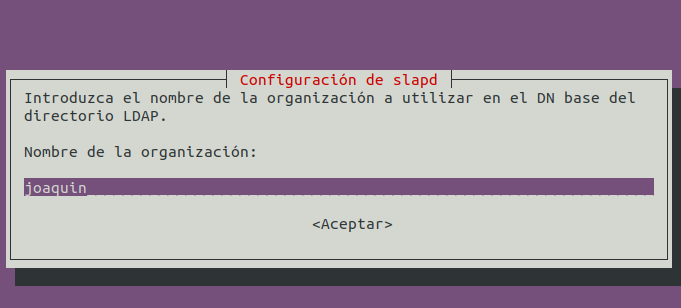 Configuración de slapd
Introduzca el nombre de la organización a utilizar en el DN base del
directorio LDAP.
Nombre de la organización:
joaquin
<Aceptar>